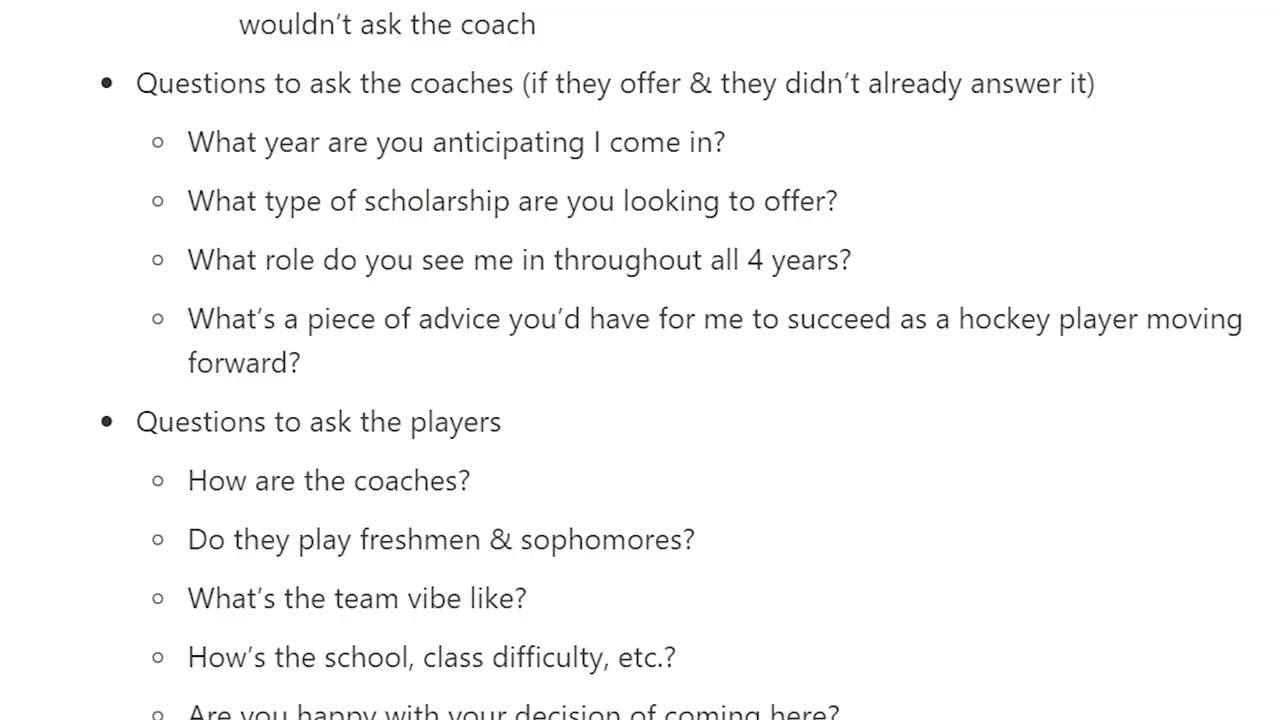 wouldn't ask the coach
• Questions to ask the coaches (if they offer & they didn't already answer it)
○ What year are you anticipating I come in?
○ What type of scholarship are you looking to offer?
○ What role do you see me in throughout all 4 years?
○ What's a piece of advice you'd have for me to succeed as a hockey player moving
forward?
• Questions to ask the players
○ How are the coaches?
○ Do they play freshmen & sophomores?
○ What's the team vibe like?
○ How's the school, class difficulty, etc.?
○ Are you happy with your decision of coming here?